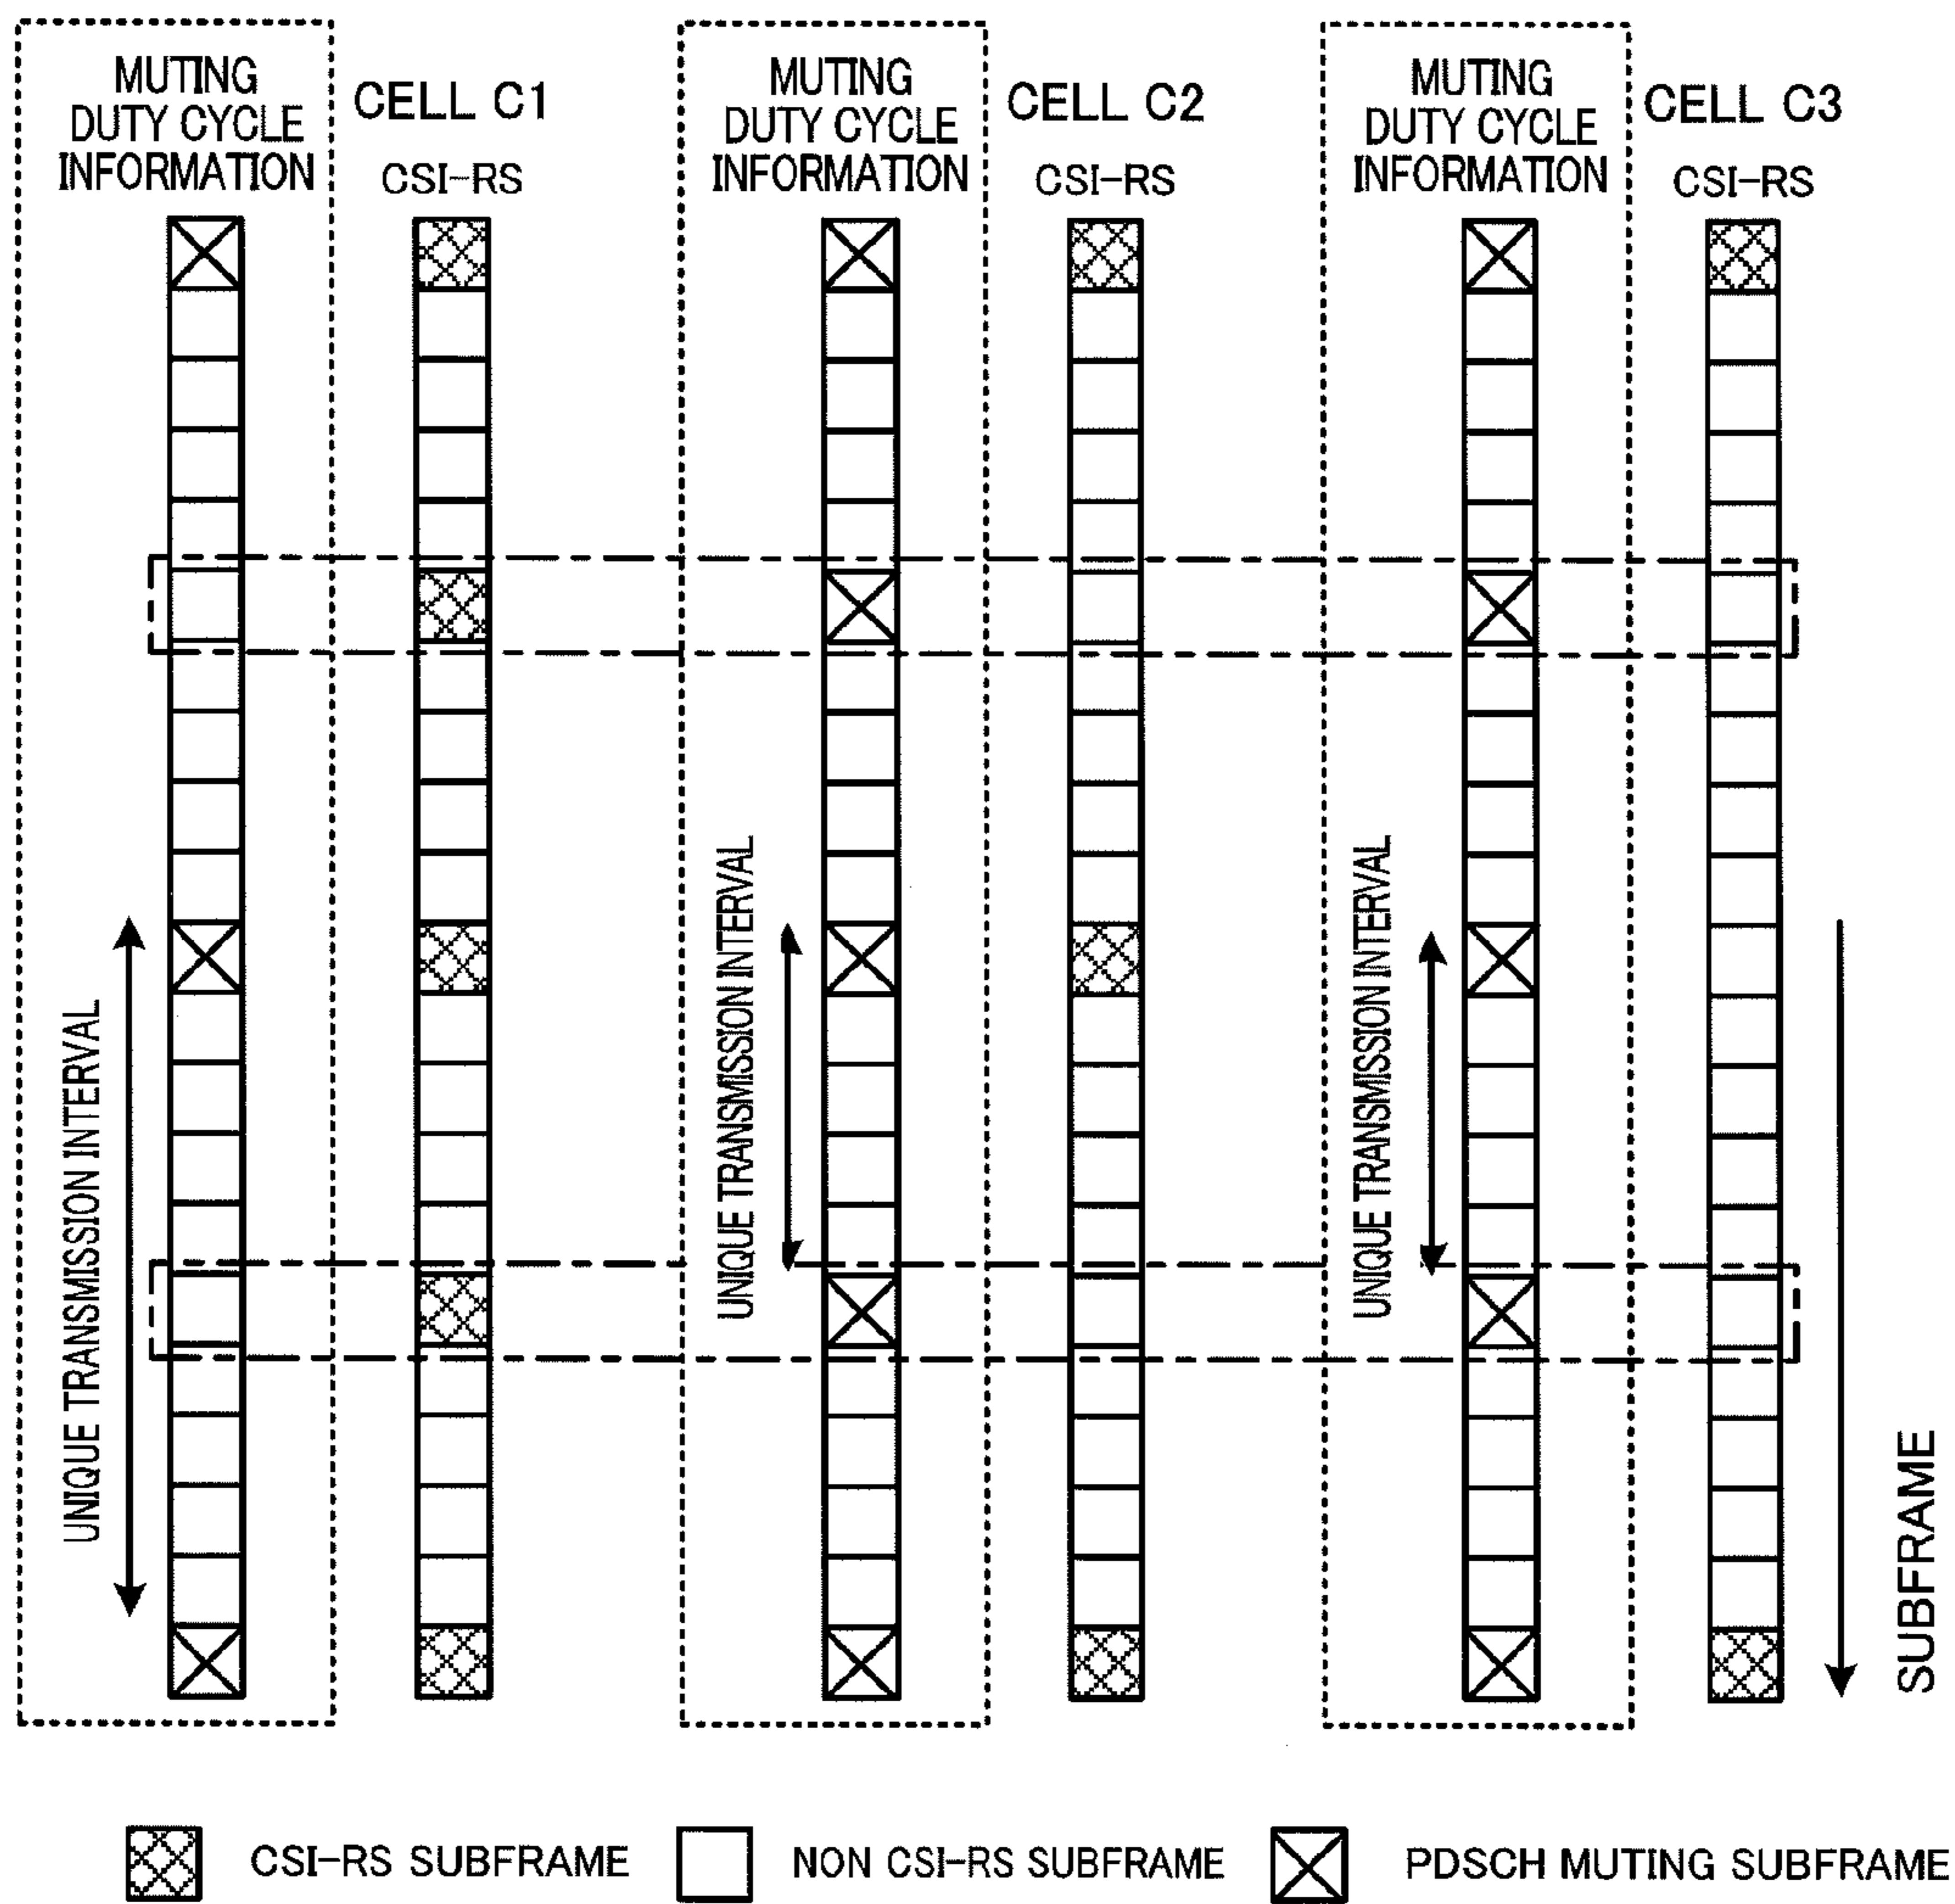 MUTING
DUTY CYCLE
INFORMATION
CELL C1
CSI-RS
MUTING
DUTY CYCLE
INFORMATION
CELL C2
CSI-RS
MUTING
DUTY CYCLE
INFORMATION
CELL C3
CSI-RS
UNIQUE TRANSMISSION INTERVAL
UNIQUE TRANSMISSION INTERVAL
UNIQUE TRANSMISSION INTERVAL
SUBFRAME
CSI-RS SUBFRAME
NON CSI-RS SUBFRAME
PDSCH MUTING SUBFRAME